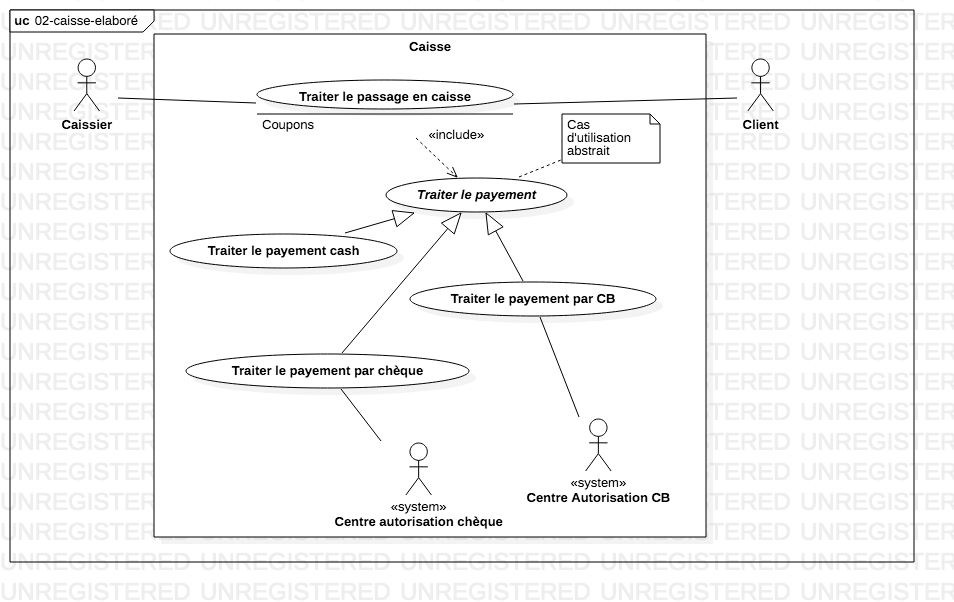 uc 02-caisse-elaboré
Caisse
Traiter le passage en caisse
Caissier
Client
Coupons
«include»
Cas
d'utilisation
abstrait
Traiter le payement
Traiter le payement cash
Traiter le payement par CB
Traiter le payement par chèque
«system»
Centre Autorisation CB
«system»
Centre autorisation chèque
UNREGISTERED UNREGISTERED UNREGISTERED UNREGISTERED UNREGISTERED